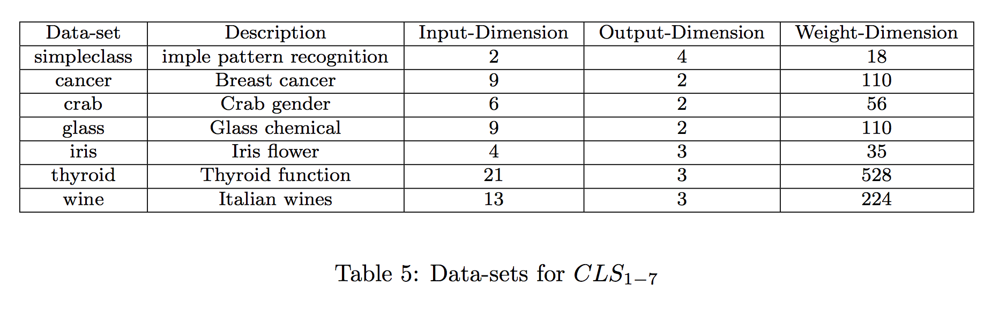 Data-set Description Input-Dimension Output-Dimension Weight-Dimension
simpleclass imple pattern recognition 2 4 18
cancer Breast cancer 9 2 110
crab Crab gender 6 2 56
glass Glass chemical 9 2 110
iris Iris flower 4 3 35
thyroid Thyroid function 21 3 528
wine Italian wines 13 3 224
Table 5: Data-sets for CLS₁₋₇